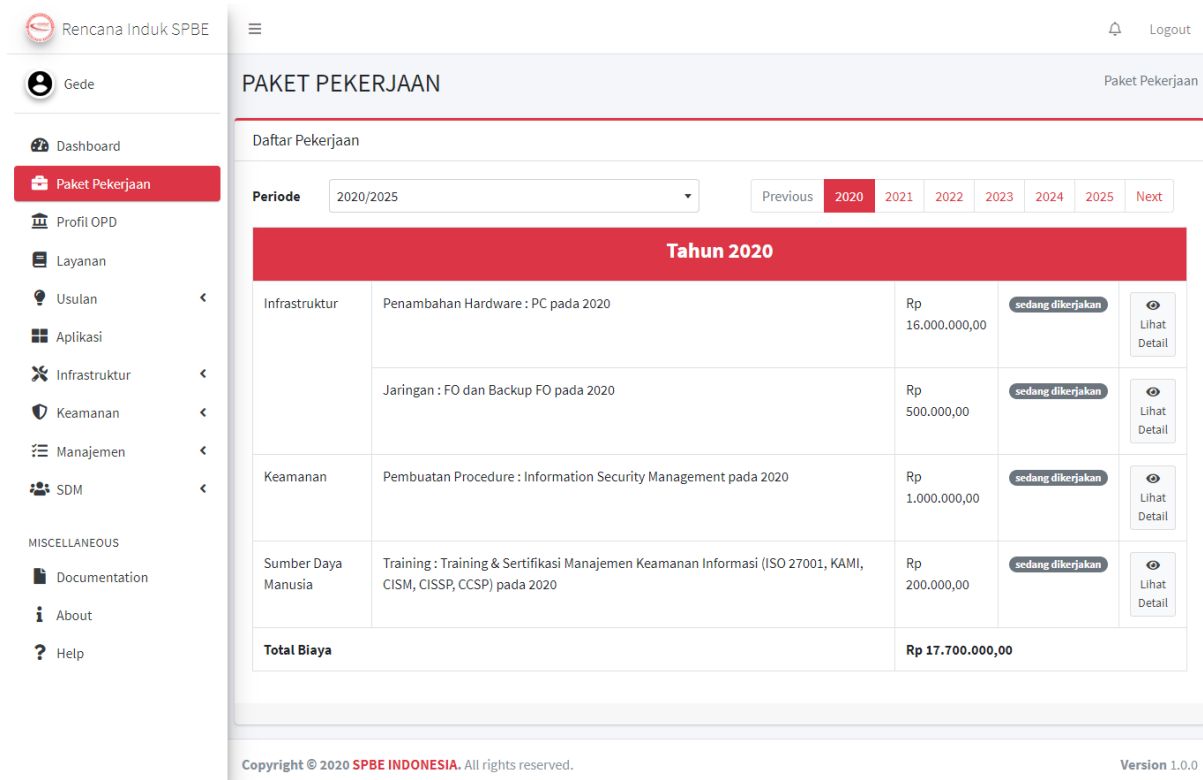 Rencana Induk SPBE
Logout
Gede
PAKET PEKERJAAN
Paket Pekerjaan
Dashboard
Paket Pekerjaan
Profil OPD
Layanan
Usulan
Aplikasi
Infrastruktur
Keamanan
Manajemen
SDM
MISCELLANEOUS
Documentation
About
Help
Daftar Pekerjaan
Periode 2020/2025 Previous 2020 2021 2022 2023 2024 2025 Next
Tahun 2020
Infrastruktur
Penambahan Hardware : PC pada 2020
Rp
16.000.000,00
sedang dikerjakan
Lihat
Detail
Jaringan : FO dan Backup FO pada 2020
Rp
500.000,00
sedang dikerjakan
Lihat
Detail
Keamanan
Pembuatan Procedure : Information Security Management pada 2020
Rp
1.000.000,00
sedang dikerjakan
Lihat
Detail
Sumber Daya
Manusia
Training : Training & Sertifikasi Manajemen Keamanan Informasi (ISO 27001, KAMI,
CISM, CISSP, CCSP) pada 2020
Rp
200.000,00
sedang dikerjakan
Lihat
Detail
Total Biaya
Rp 17.700.000,00
Copyright © 2020 SPBE INDONESIA. All rights reserved.
Version 1.0.0